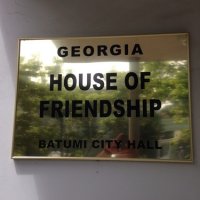 GEORGIA
HOUSE OF
FRIENDSHIP
BATUMI CITY HALL